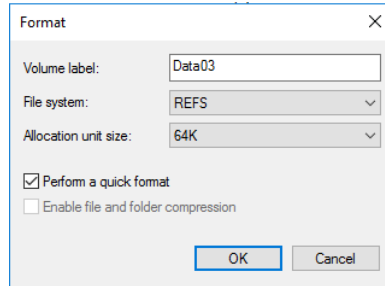 Format
Volume label: Data03
File system: REFS
Allocation unit size: 64K
Perform a quick format
Enable file and folder compression
OK Cancel